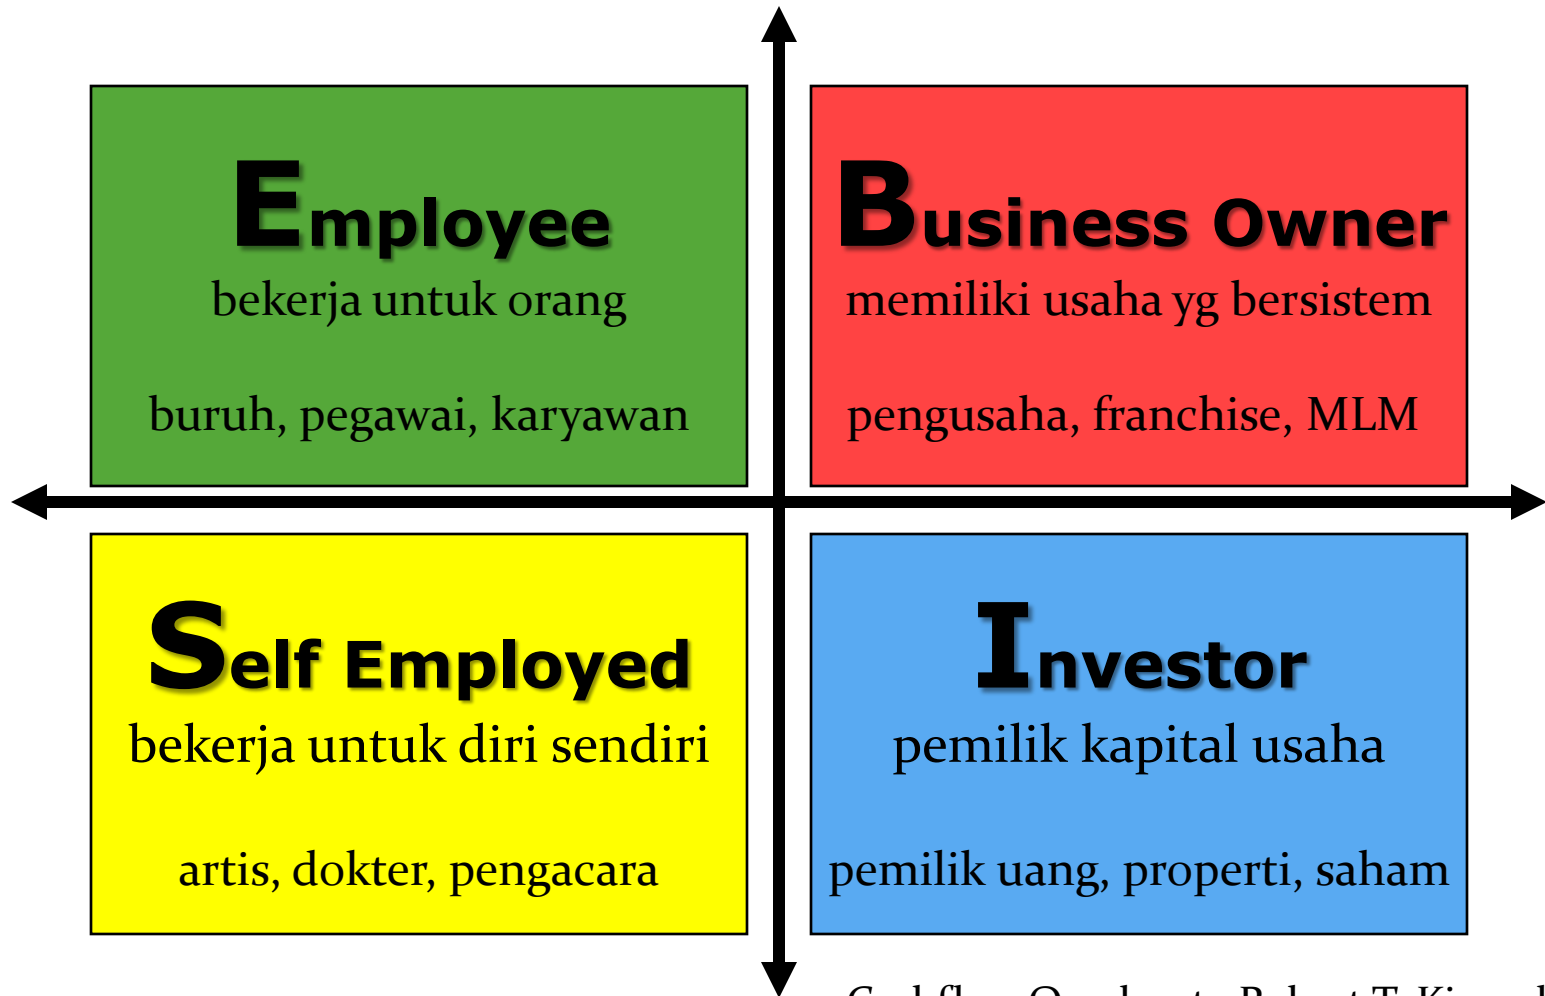 Employee
bekerja untuk orang
buruh, pegawai, karyawan
Business Owner
memiliki usaha yg bersistem
pengusaha, franchise, MLM
Self Employed
bekerja untuk diri sendiri
artis, dokter, pengacara
Investor
pemilik kapital usaha
pemilik uang, properti, saham
Robert T.